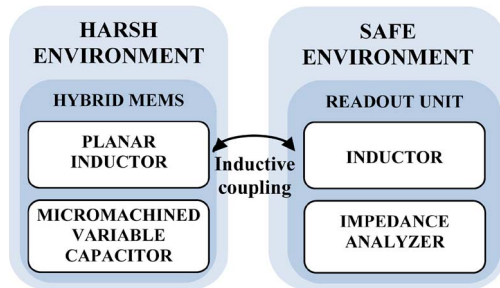 HARSH
ENVIRONMENT
HYBRID MEMS
PLANAR
INDUCTOR
MICROMACHINED
VARIABLE
CAPACITOR
Inductive
coupling
SAFE
ENVIRONMENT
READOUT UNIT
INDUCTOR
IMPEDANCE
ANALYZER